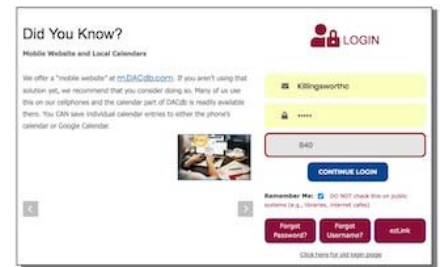 Did You Know?
Mobile Website and Local Calendars
We offer a "mobile website" at m.DACdb.com. If you aren't using that
solution yet, we recommend that you consider doing so. Many of us use
this on our cellphones and the calendar part of DACdb is readily available
there. You CAN save individual calendar entries to either the phone's
calendar or Google Calendar.
LOGIN
Killingsworthc
•••••
840
CONTINUE LOGIN
Remember Me: DO NOT check this on public
systems (e.g., libraries, internet cafes)
Forgot
Password?
Forgot
Username?
ezLink
Click here for old login page